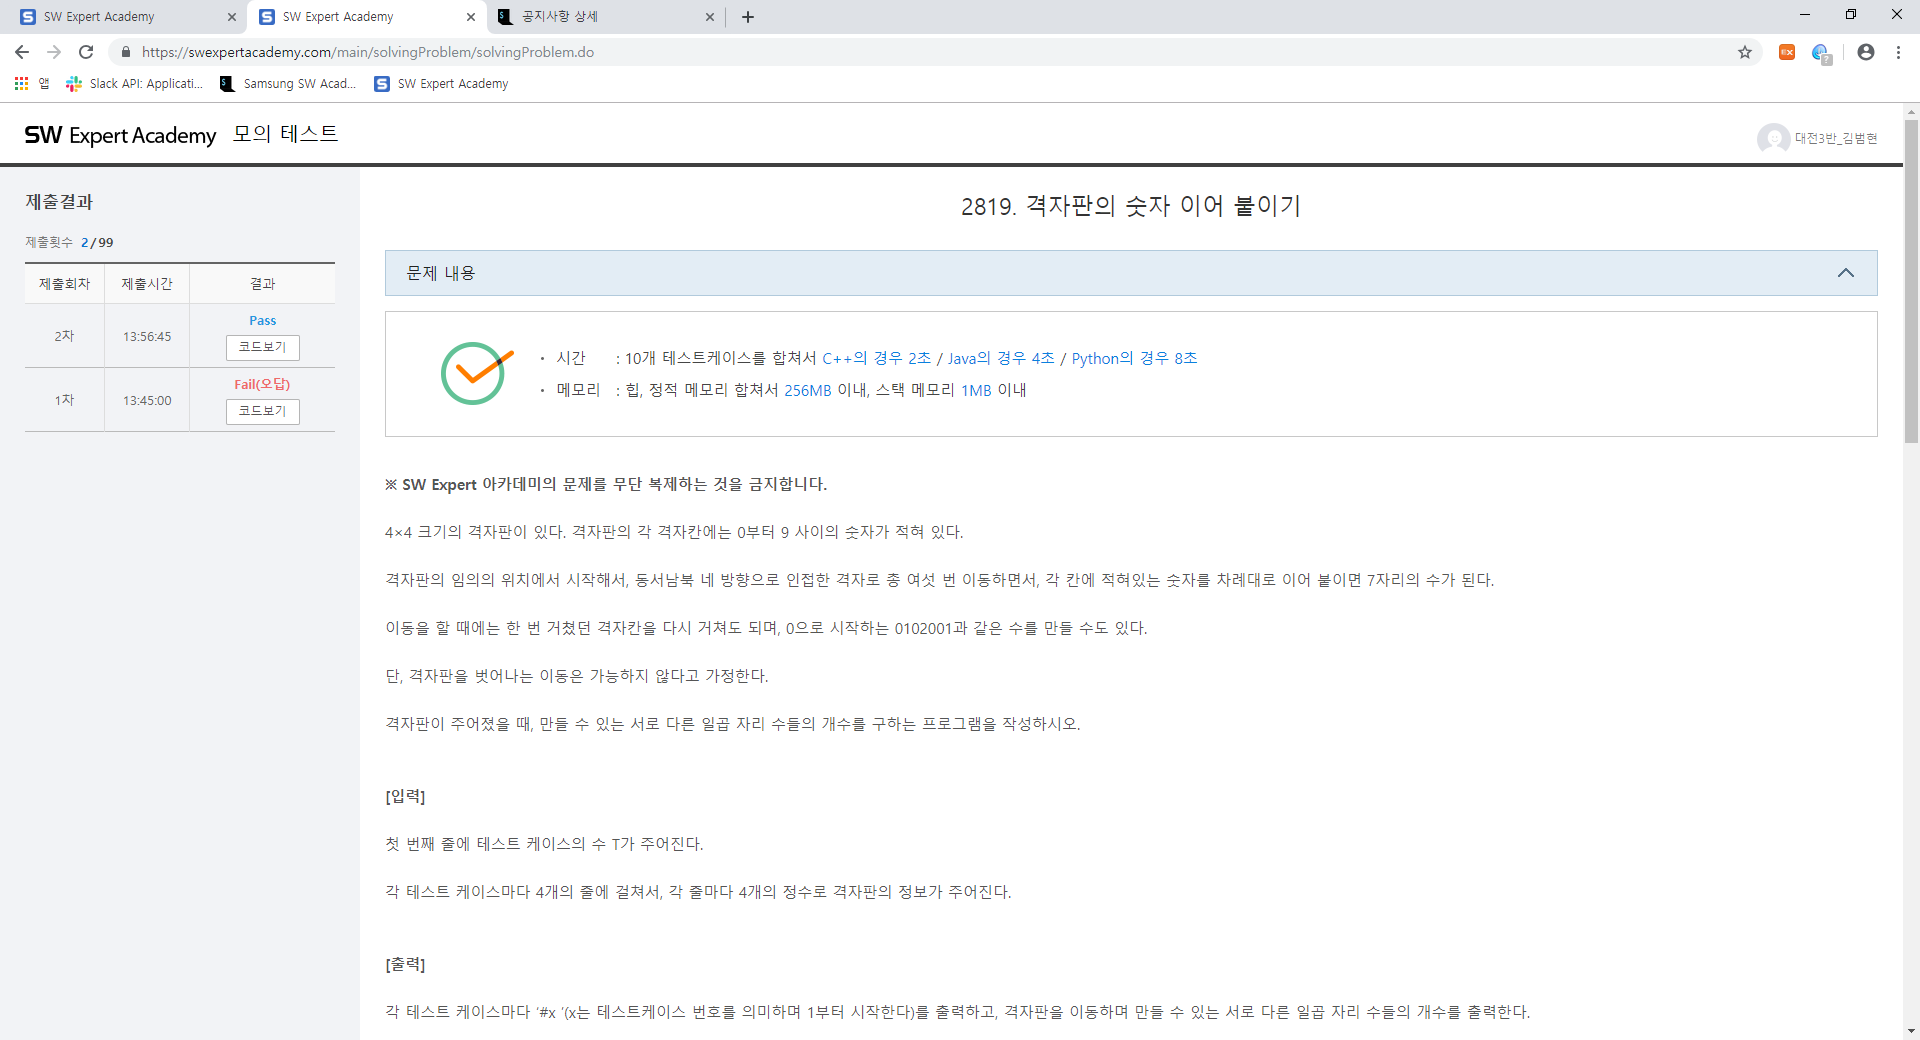 SW Expert Academy
SW Expert Academy
공지사항 상세
https://swexpertacademy.com/main/solvingProblem/solvingProblem.do
앱
Slack API: Applicati...
Samsung SW Acad...
SW Expert Academy
SW Expert Academy 모의 테스트
대전3반_김범현
제출결과
제출횟수 2/99
제출회차 제출시간 결과
2차 13:56:45 Pass
코드보기
1차 13:45:00 Fail(오답)
코드보기
2819. 격자판의 숫자 이어 붙이기
문제 내용
· 시간 : 10개 테스트케이스를 합쳐서 C++의 경우 2초 / Java의 경우 4초 / Python의 경우 8초
· 메모리 : 힙, 정적 메모리 합쳐서 256MB 이내, 스택 메모리 1MB 이내
※ SW Expert 아카데미의 문제를 무단 복제하는 것을 금지합니다.
4×4 크기의 격자판이 있다. 격자판의 각 격자칸에는 0부터 9 사이의 숫자가 적혀 있다.
격자판의 임의의 위치에서 시작해서, 동서남북 네 방향으로 인접한 격자로 총 여섯 번 이동하면서, 각 칸에 적혀있는 숫자를 차례대로 이어 붙이면 7자리의 수가 된다.
이동을 할 때에는 한 번 거쳤던 격자칸을 다시 거쳐도 되며, 0으로 시작하는 0102001과 같은 수를 만들 수도 있다.
단, 격자판을 벗어나는 이동은 가능하지 않다고 가정한다.
격자판이 주어졌을 때, 만들 수 있는 서로 다른 일곱 자리 수들의 개수를 구하는 프로그램을 작성하시오.
[입력]
첫 번째 줄에 테스트 케이스의 수 T가 주어진다.
각 테스트 케이스마다 4개의 줄에 걸쳐서, 각 줄마다 4개의 정수로 격자판의 정보가 주어진다.
[출력]
각 테스트 케이스마다 ‘#x ’(x는 테스트케이스 번호를 의미하며 1부터 시작한다)를 출력하고, 격자판을 이동하며 만들 수 있는 서로 다른 일곱 자리 수들의 개수를 출력한다.